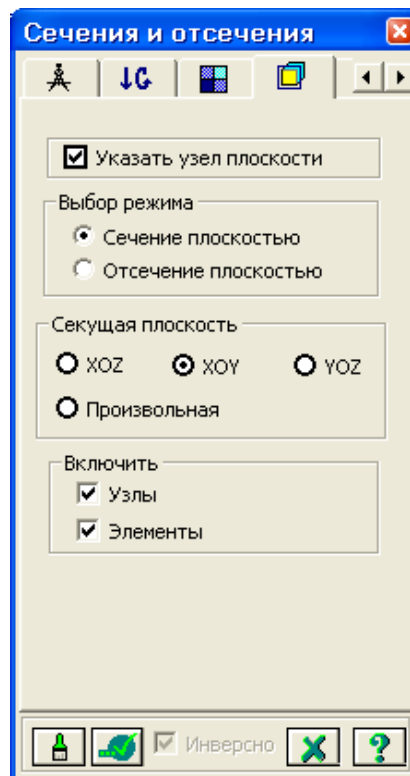 Сечения и отсечения
Указать узел плоскости
Выбор режима
Сечение плоскостью
Отсечение плоскостью
Секущая плоскость
XOZ XOY YOZ
Произвольная
Включить
Узлы
Элементы
Инверсно